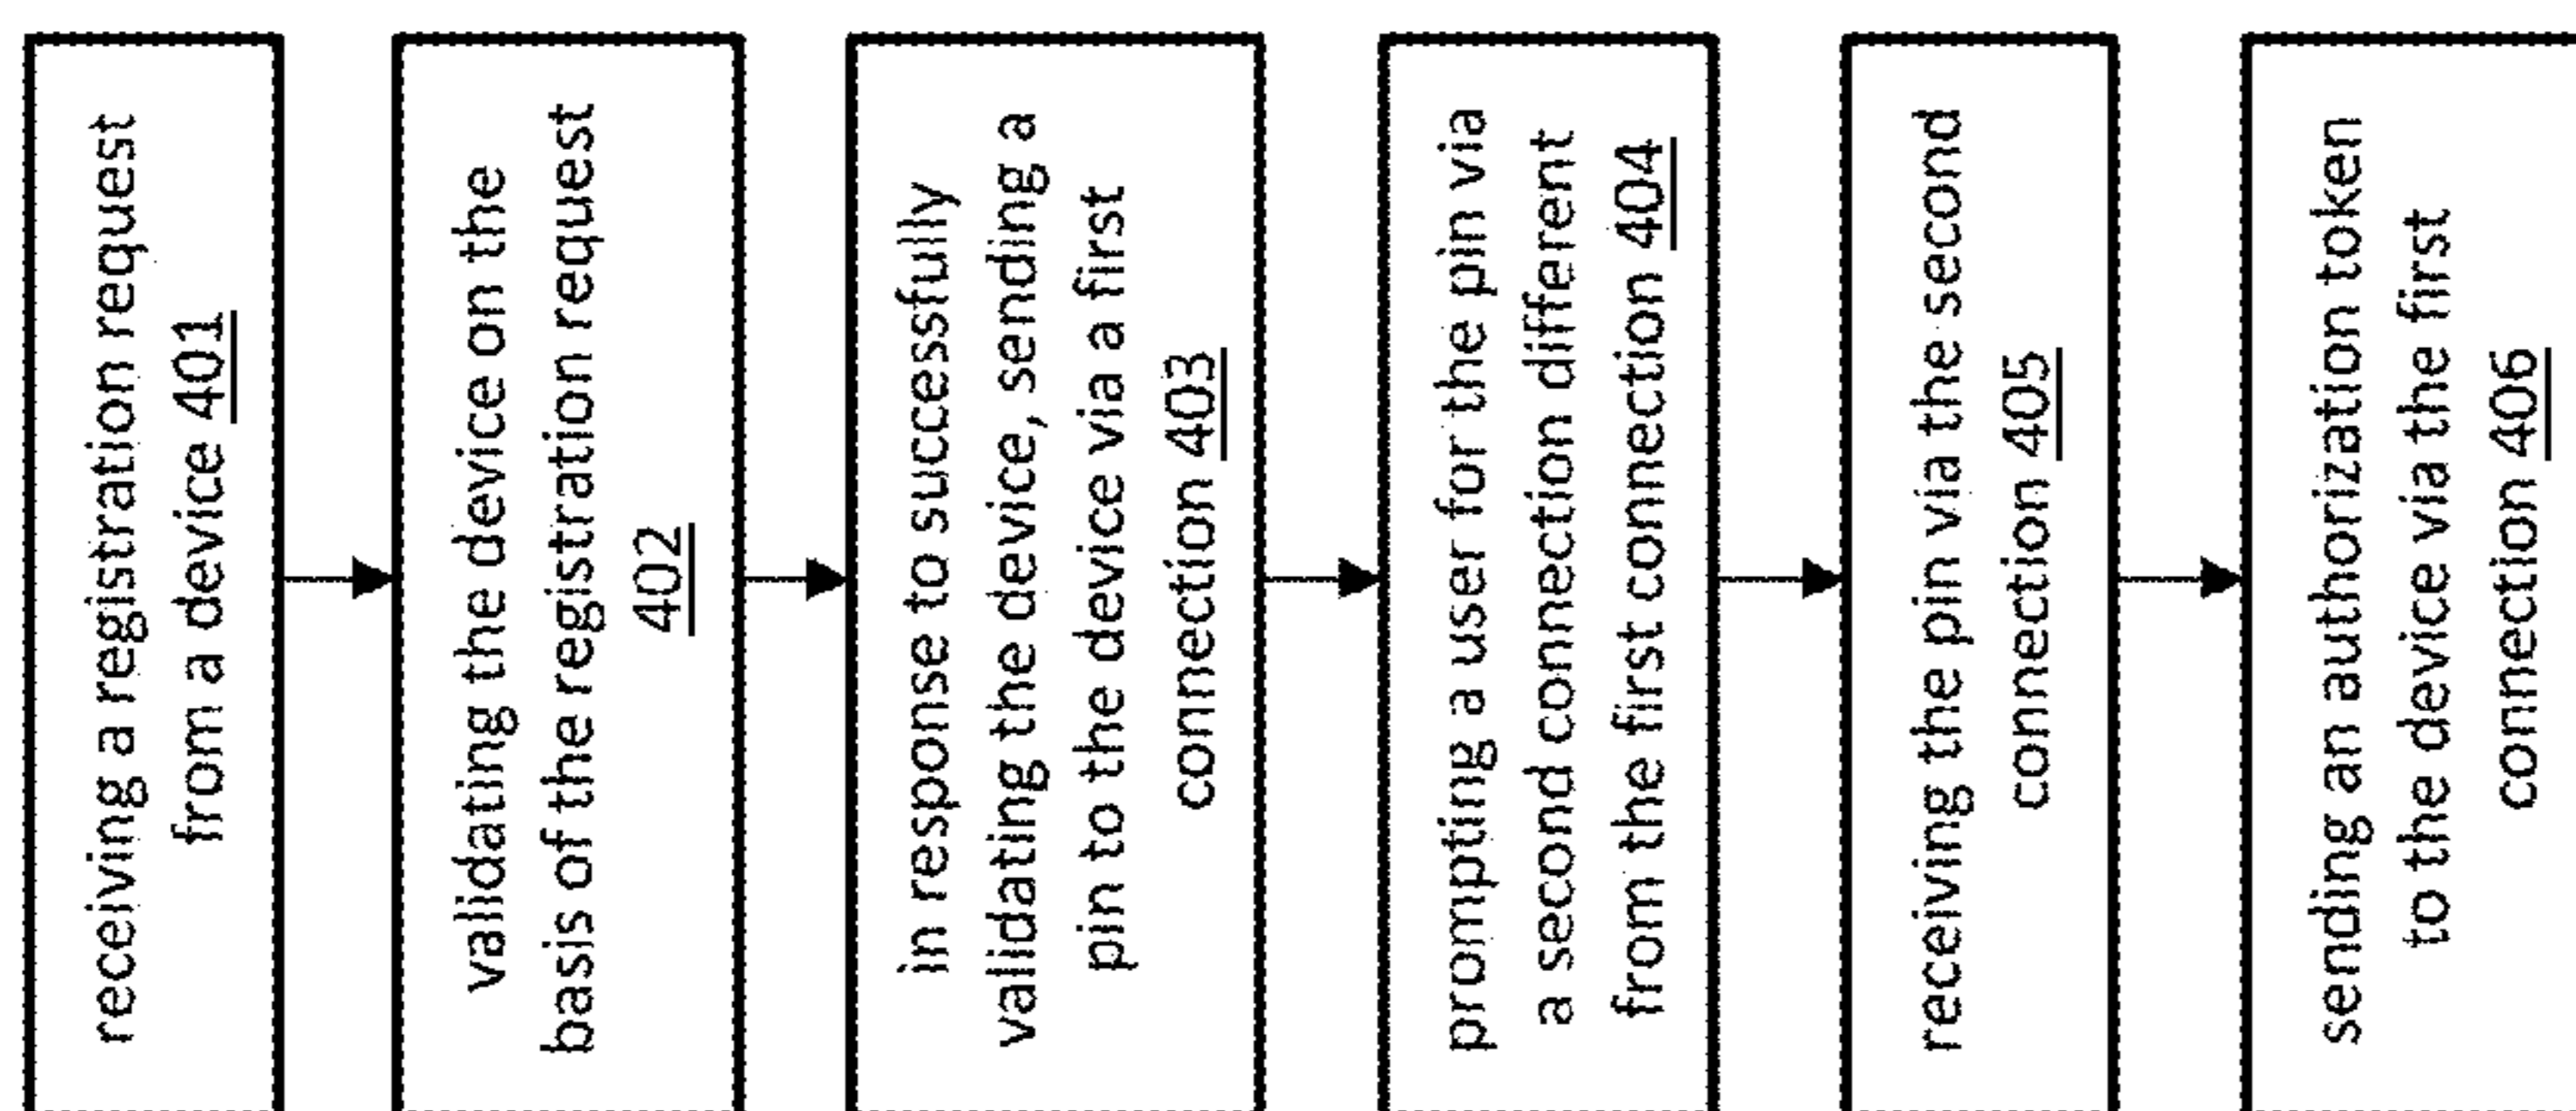 receiving a registration request
from a device 401
validating the device on the
basis of the registration request
402
in response to successfully
validating the device, sending a
pin to the device via a first
connection 403
prompting a user for the pin via
a second connection different
from the first connection 404
receiving the pin via the second
connection 405
sending an authorization token
to the device via the first
connection 406